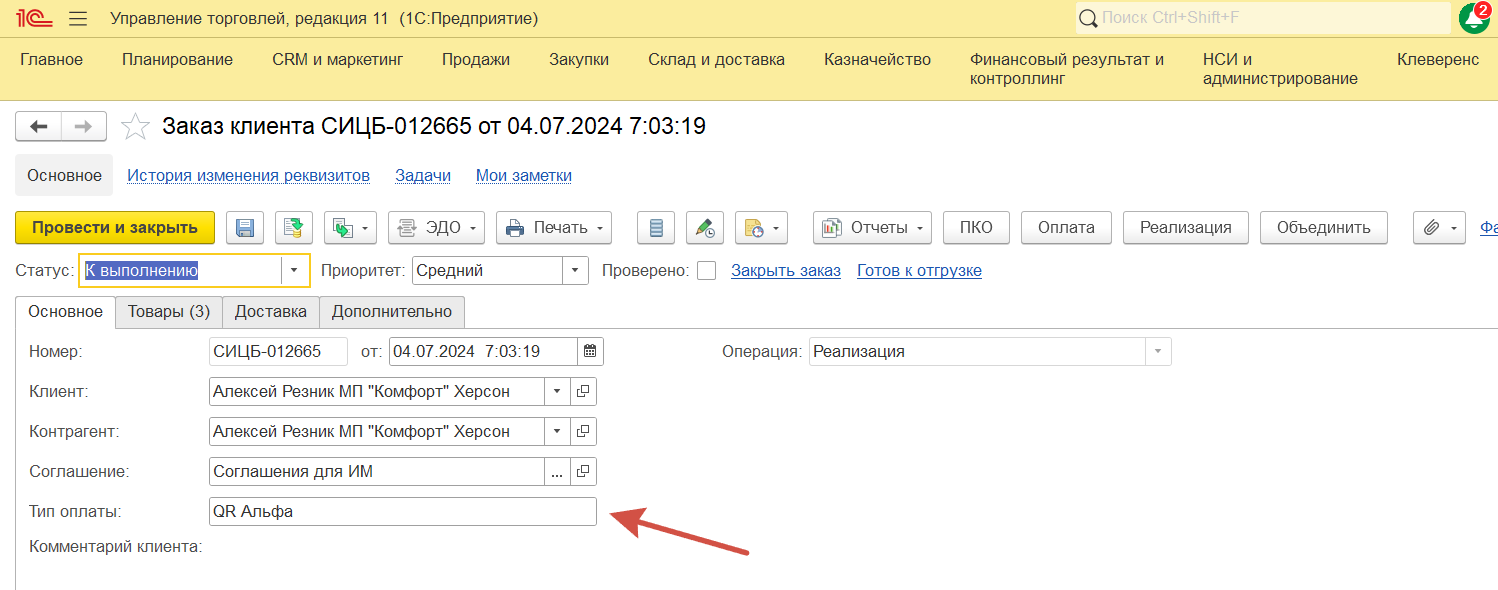 1С Управление торговлей, редакция 11 (1С:Предприятие) Поиск Ctrl+Shift+F 2
Главное Планирование CRM и маркетинг Продажи Закупки Склад и доставка Казначейство Финансовый результат и НСИ и Клеверенс
контроллинг администрирование
Заказ клиента СИЦБ-012665 от 04.07.2024 7:03:19
Основное История изменения реквизитов Задачи Мои заметки
Провести и закрыть ЭДО Печать Отчеты ПКО Оплата Реализация Объединить Фа
Статус: К выполнению Приоритет: Средний Проверено: Закрыть заказ Готов к отгрузке
Основное Товары (3) Доставка Дополнительно
Номер: СИЦБ-012665 от: 04.07.2024 7:03:19 Операция: Реализация
Клиент: Алексей Резник МП "Комфорт" Херсон
Контрагент: Алексей Резник МП "Комфорт" Херсон
Соглашение: Соглашения для ИМ ...
Тип оплаты: QR Альфа
Комментарий клиента: